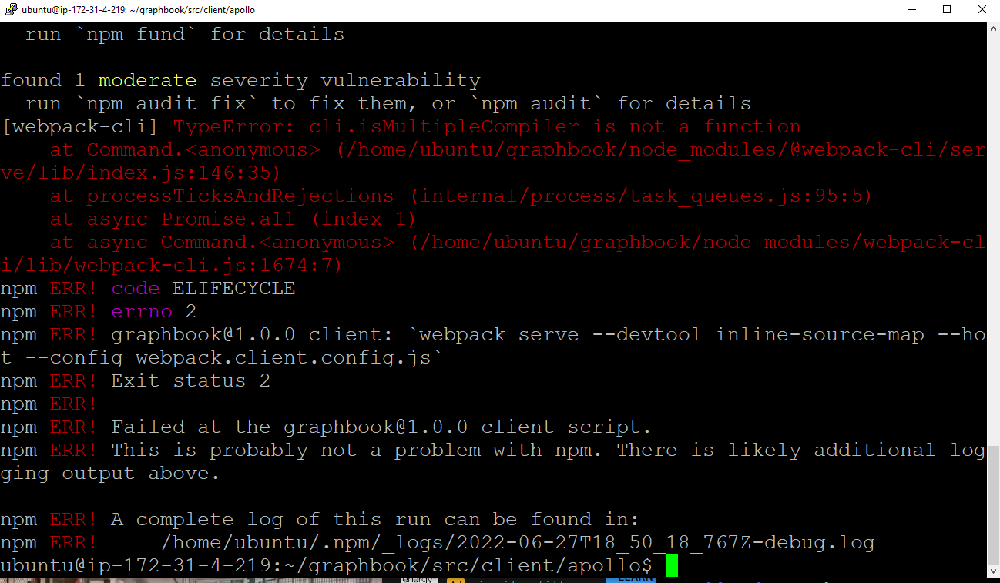 ubuntu@ip-172-31-4-219: ~/graphbook/src/client/apollo
run `npm fund` for details
found 1 moderate severity vulnerability
run `npm audit fix` to fix them, or `npm audit` for details
[webpack-cli] TypeError: cli.isMultipleCompiler is not a function
at Command.<anonymous> (/home/ubuntu/graphbook/node_modules/@webpack-cli/ser
ve/lib/index.js:146:35)
at processTicksAndRejections (internal/process/task_queues.js:95:5)
at async Promise.all (index 1)
at async Command.<anonymous> (/home/ubuntu/graphbook/node_modules/webpack-cl
i/lib/webpack-cli.js:1674:7)
npm ERR! code ELIFECYCLE
npm ERR! errno 2
npm ERR! graphbook@1.0.0 client: `webpack serve --devtool inline-source-map --ho
t --config webpack.client.config.js`
npm ERR! Exit status 2
npm ERR!
npm ERR! Failed at the graphbook@1.0.0 client script.
npm ERR! This is probably not a problem with npm. There is likely additional log
ging output above.
npm ERR! A complete log of this run can be found in:
npm ERR!     /home/ubuntu/.npm/_logs/2022-06-27T18_50_18_767Z-debug.log
ubuntu@ip-172-31-4-219:~/graphbook/src/client/apollo$
energy
LEARN